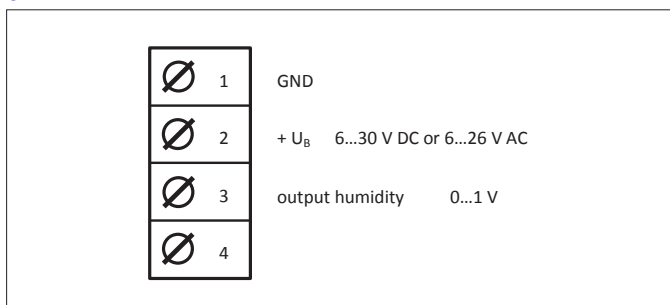 1 GND
2 + U_B 6...30 V DC or 6...26 V AC
3 output humidity 0...1 V
4